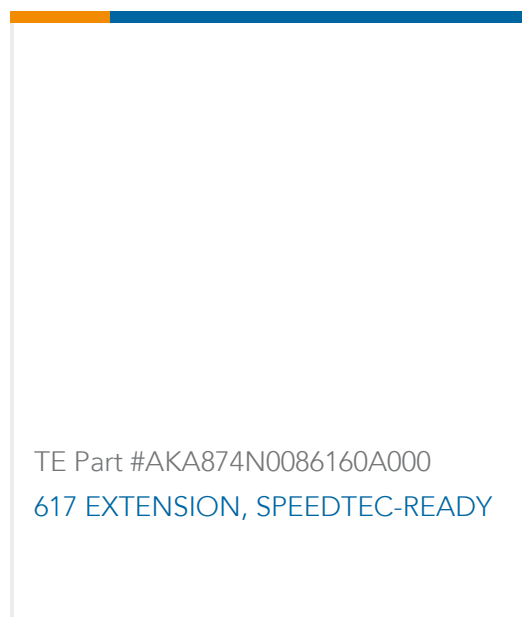 TE Part #AKA874N0086160A000
617 EXTENSION, SPEEDTEC-READY